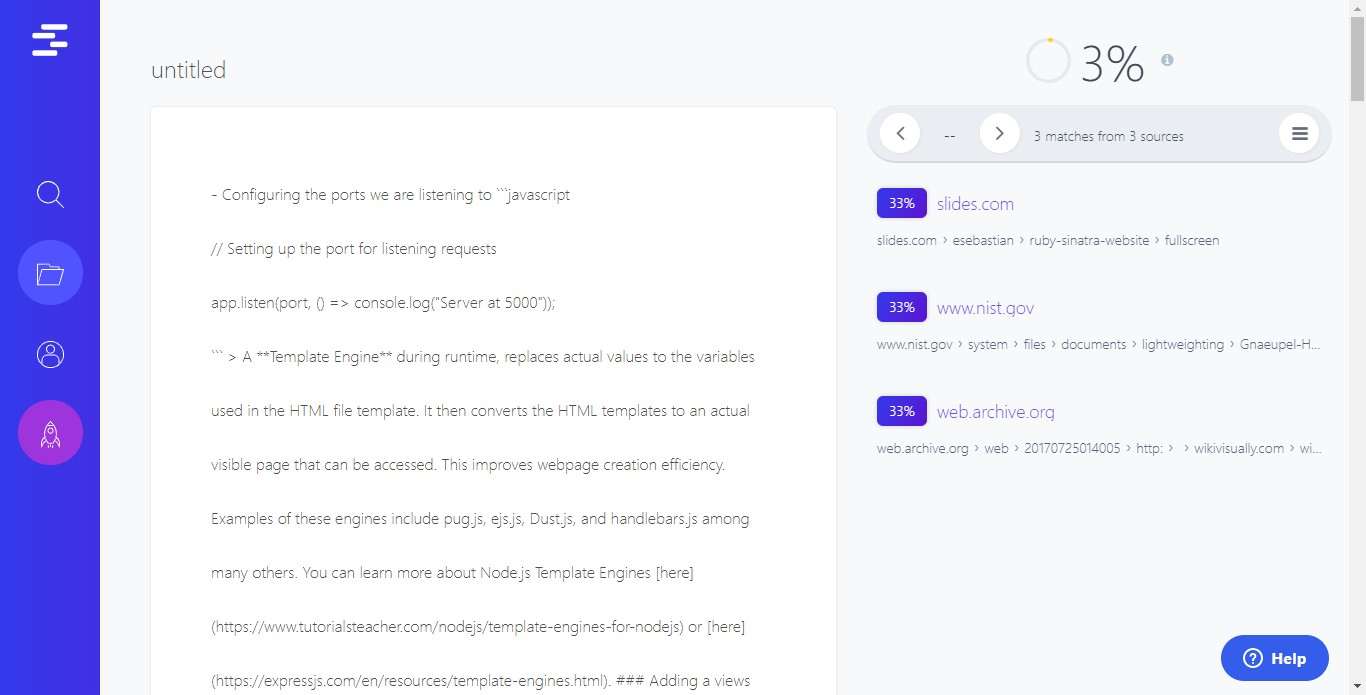 untitled
3%
- Configuring the ports we are listening to ```javascript
// Setting up the port for listening requests
app.listen(port, () => console.log("Server at 5000"));
``` > A **Template Engine** during runtime, replaces actual values to the variables
used in the HTML file template. It then converts the HTML templates to an actual
visible page that can be accessed. This improves webpage creation efficiency.
Examples of these engines include pug.js, ejs.js, Dust.js, and handlebars.js among
many others. You can learn more about Node.js Template Engines [here]
(https://www.tutorialsteacher.com/nodejs/template-engines-for-nodejs) or [here]
(https://expressjs.com/en/resources/template-engines.html). ### Adding a views
-- 3 matches from 3 sources
33% slides.com
slides.com › esebastian › ruby-sinatra-website › fullscreen
33% www.nist.gov
www.nist.gov › system › files › documents › lightweighting › Gnaeupel-H...
33% web.archive.org
web.archive.org › web › 20170725014005 › http: › › wikivisually.com › wi...
Help